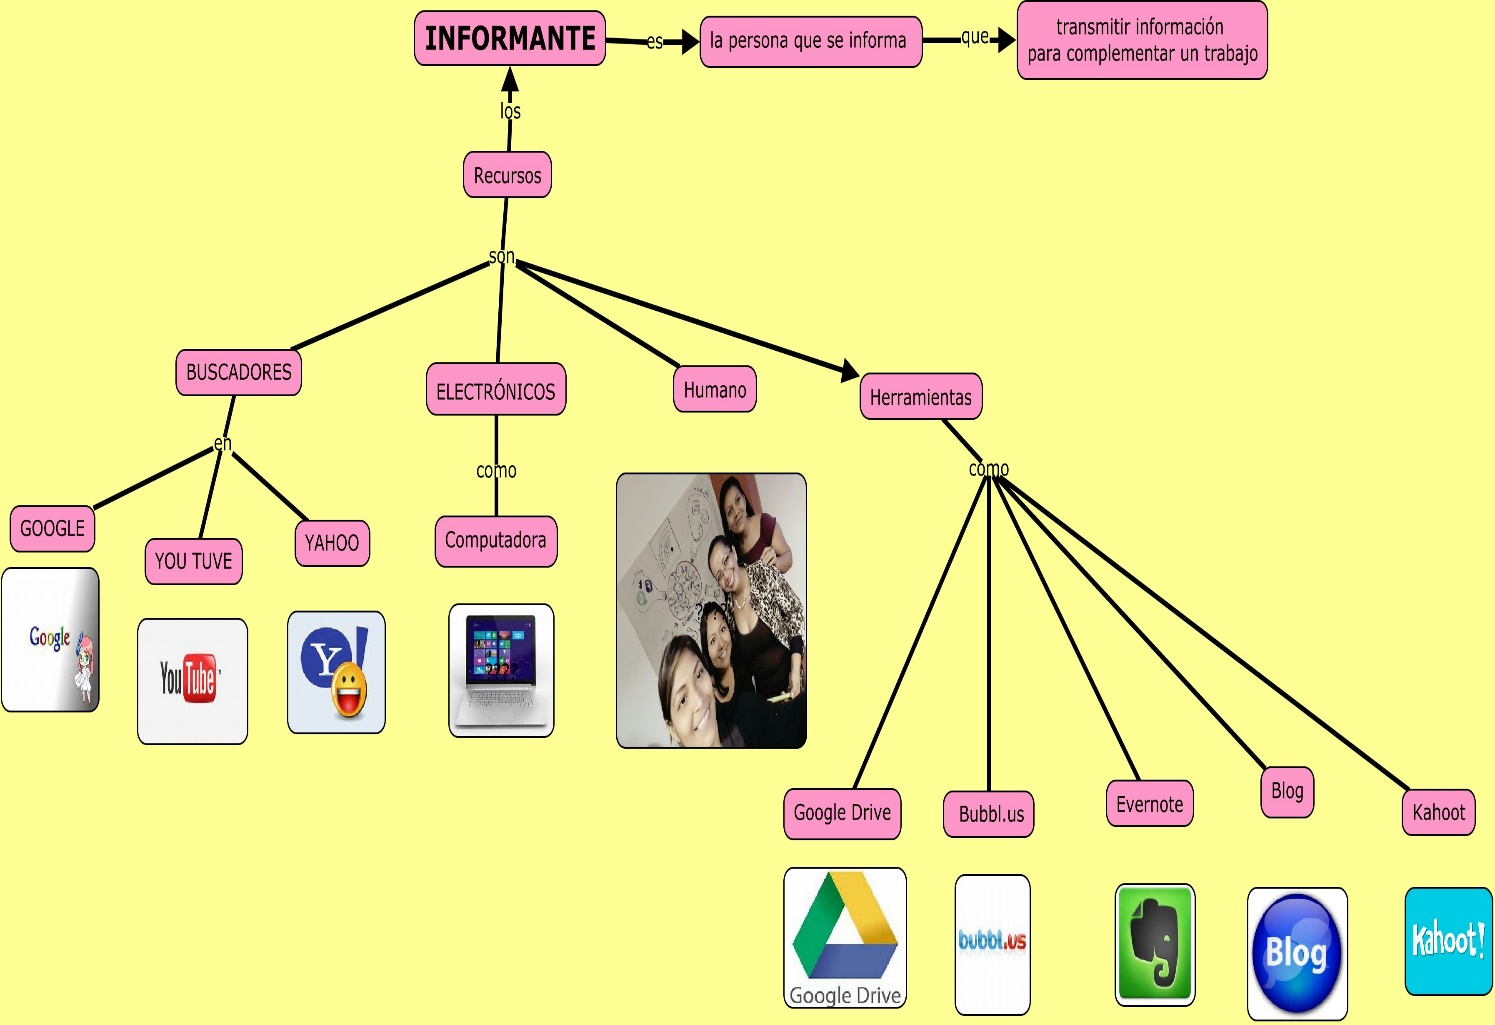 INFORMANTE
es
la persona que se informa
que
transmitir información
para complementar un trabajo
los
Recursos
son
BUSCADORES
ELECTRÓNICOS
Humano
Herramientas
en
como
como
GOOGLE
YOU TUVE
YAHOO
Computadora
Google
YouTube
Y!
Google Drive
Bubbl.us
Evernote
Blog
Kahoot
Google Drive
bubbl.us
Blog
Kahoot!